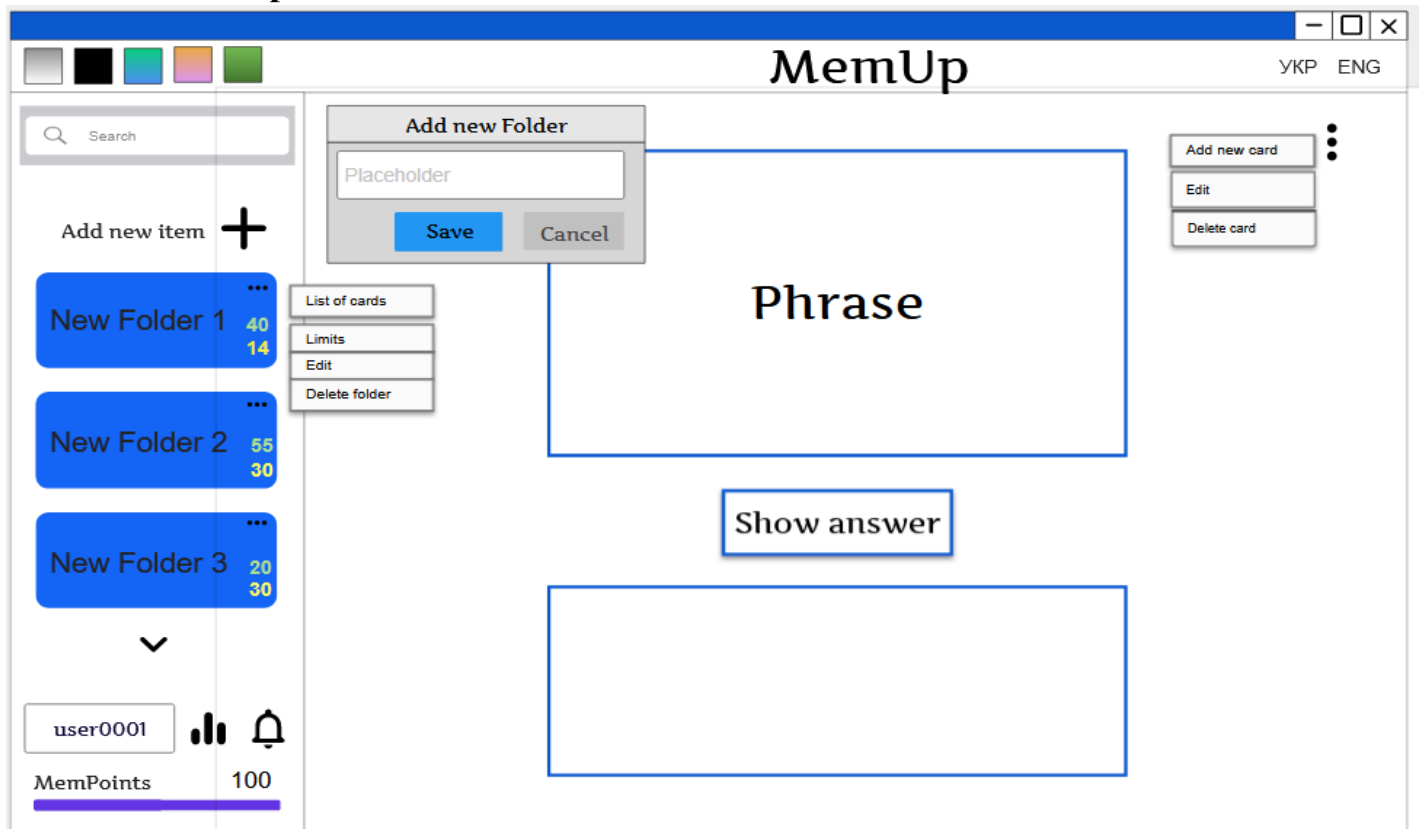 MemUp
УКР ENG
Search
Add new item
New Folder 1
40
14
New Folder 2
55
30
New Folder 3
20
30
user0001
MemPoints 100
Add new Folder
Placeholder
Save Cancel
List of cards
Limits
Edit
Delete folder
Phrase
Show answer
Add new card
Edit
Delete card